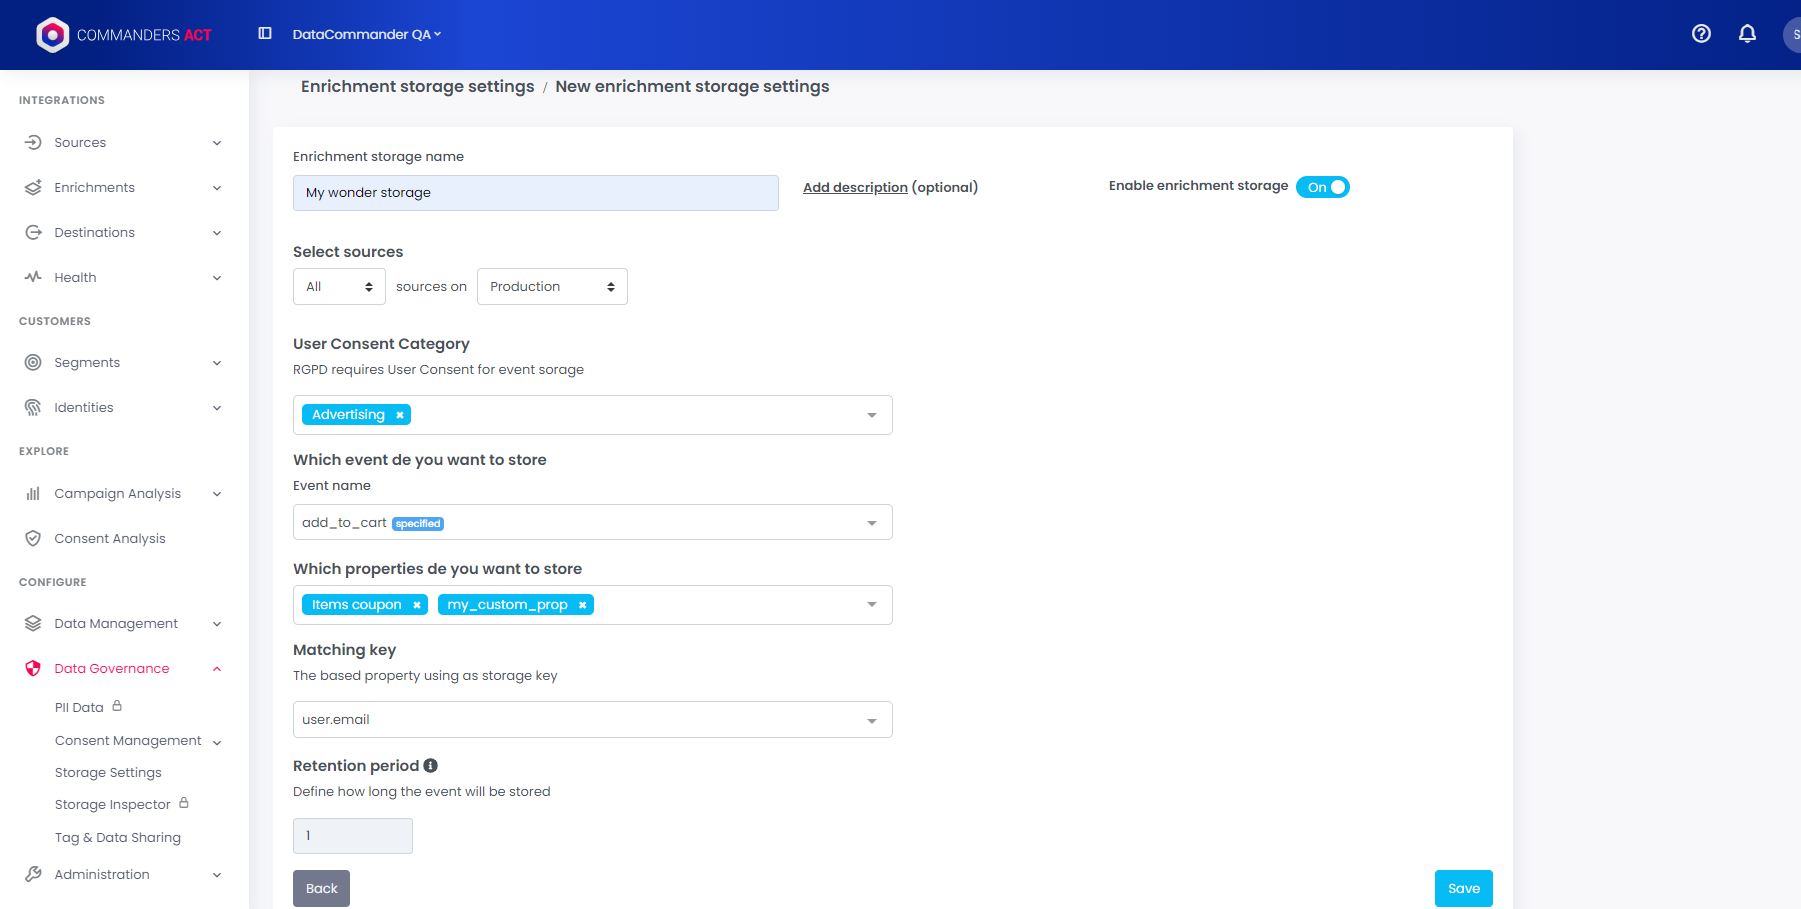 COMMANDERS ACT
DataCommander QA
S
INTEGRATIONS
Sources
Enrichments
Destinations
Health
CUSTOMERS
Segments
Identities
EXPLORE
Campaign Analysis
Consent Analysis
CONFIGURE
Data Management
Data Governance
PII Data
Consent Management
Storage Settings
Storage Inspector
Tag & Data Sharing
Administration
Enrichment storage settings / New enrichment storage settings
Enrichment storage name
My wonder storage
Add description (optional)
Enable enrichment storage On
Select sources
All sources on Production
User Consent Category
RGPD requires User Consent for event sorage
Advertising
Which event de you want to store
Event name
add_to_cart specified
Which properties de you want to store
Items coupon my_custom_prop
Matching key
The based property using as storage key
user.email
Retention period
Define how long the event will be stored
1
Back
Save